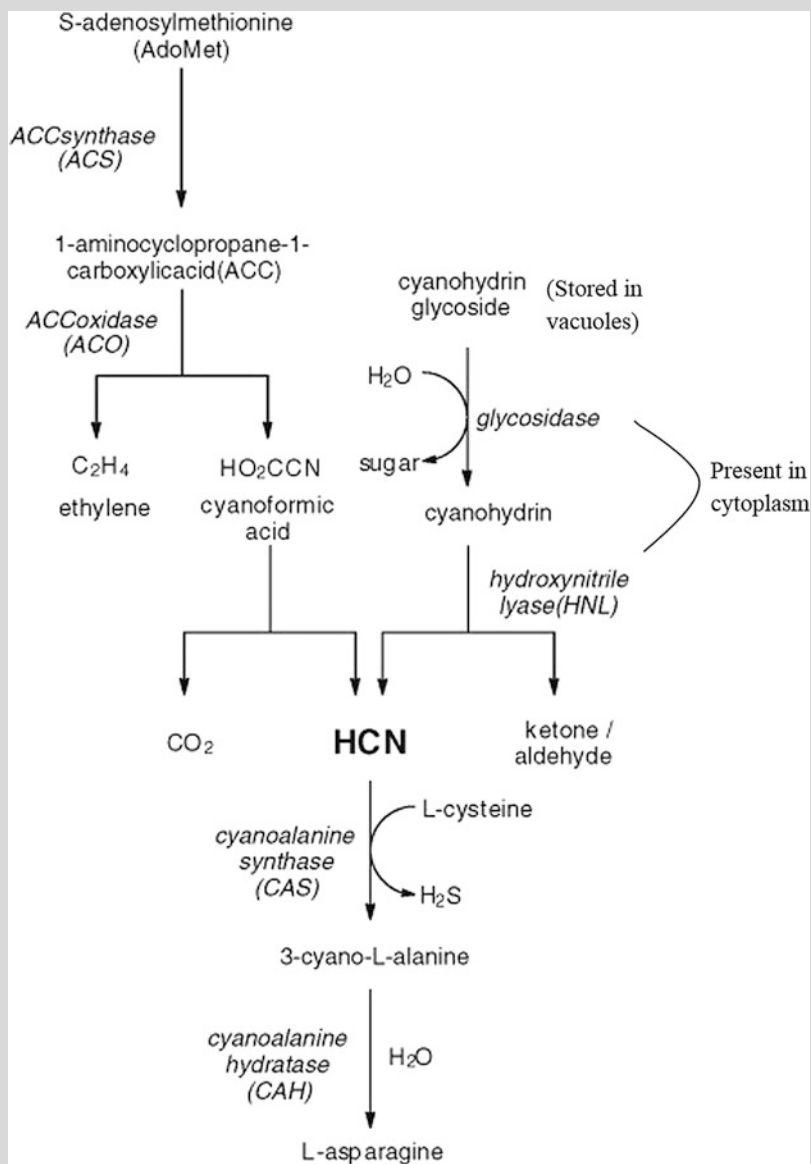 S-adenosylmethionine
(AdoMet)
ACCsynthase
(ACS)
1-aminocyclopropane-1-
carboxylicacid(ACC)
ACCoxidase
(ACO)
C₂H₄
ethylene
HO₂CCN
cyanoformic
acid
cyanohydrin
glycoside
(Stored in
vacuoles)
H₂O
glycosidase
sugar
cyanohydrin
Present in
cytoplasm
hydroxynitrile
lyase(HNL)
CO₂
HCN
ketone /
aldehyde
L-cysteine
cyanoalanine
synthase
(CAS)
H₂S
3-cyano-L-alanine
cyanoalanine
hydratase
(CAH)
H₂O
L-asparagine